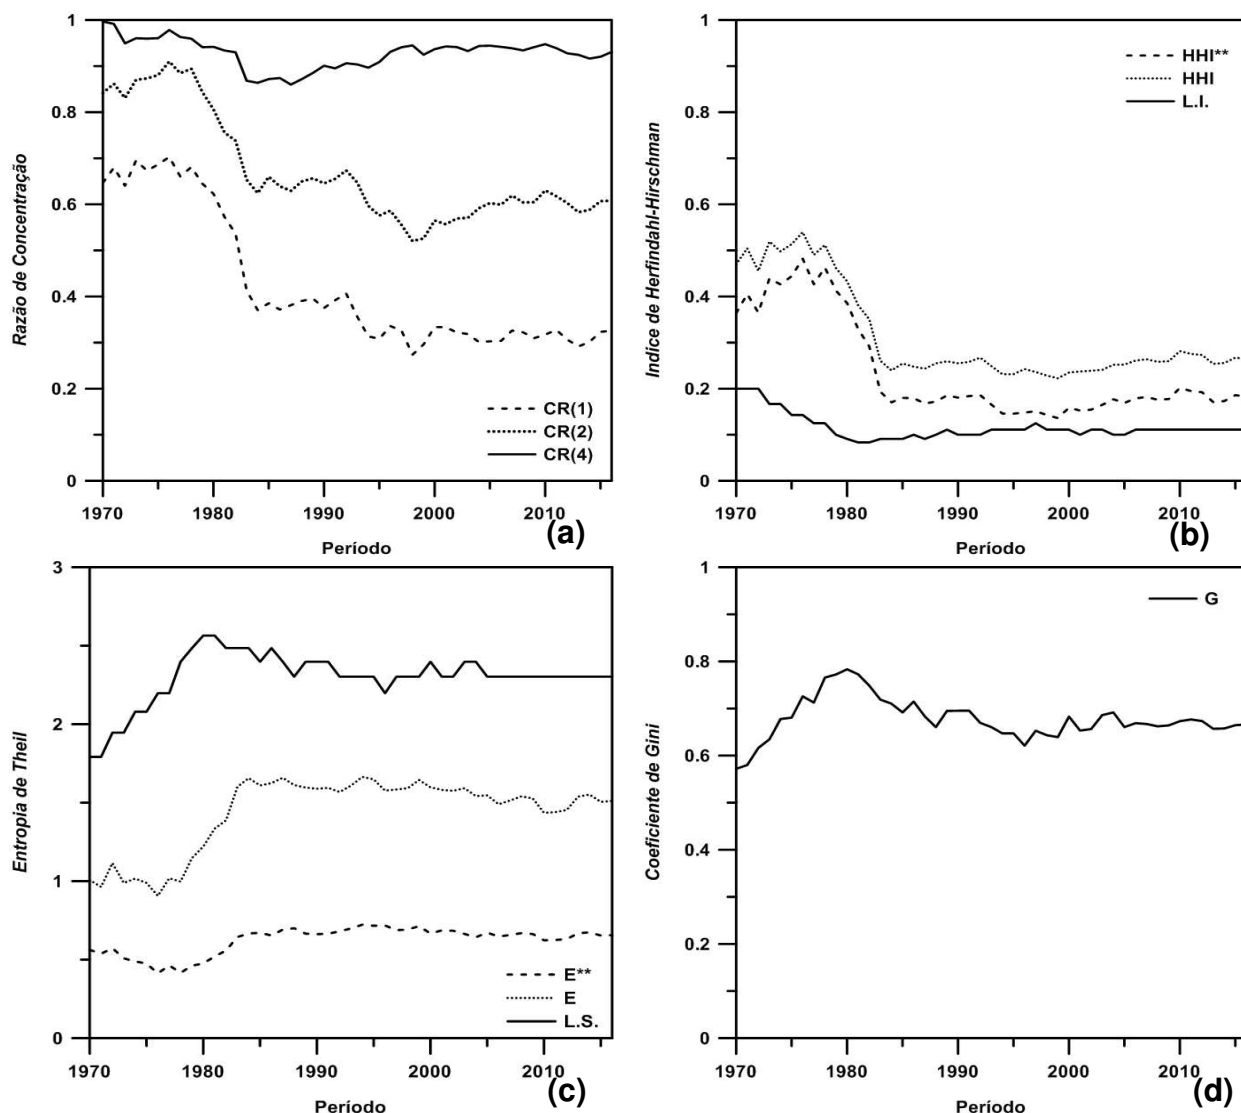 1
0.8
0.6
0.4
0.2
0
Razão de Concentração
CR(1)
CR(2)
CR(4)
1970 1980 1990 2000 2010
Período
(a)
1
0.8
0.6
0.4
0.2
0
Indice de Herfindahl-Hirschman
HHI**
HHI
L.I.
1970 1980 1990 2000 2010
Período
(b)
3
2
1
0
Entropia de Theil
E**
E
L.S.
1970 1980 1990 2000 2010
Período
(c)
1
0.8
0.6
0.4
0.2
0
Coeficiente de Gini
G
1970 1980 1990 2000 2010
Período
(d)